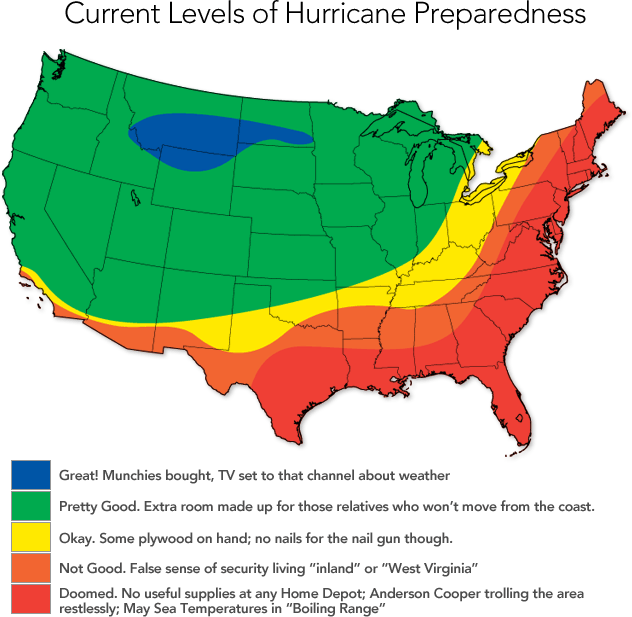 Current Levels of Hurricane Preparedness
Great! Munchies bought, TV set to that channel about weather
Pretty Good. Extra room made up for those relatives who won’t move from the coast.
Okay. Some plywood on hand; no nails for the nail gun though.
Not Good. False sense of security living “inland” or “West Virginia”
Doomed. No useful supplies at any Home Depot; Anderson Cooper trolling the area
restlessly; May Sea Temperatures in “Boiling Range”